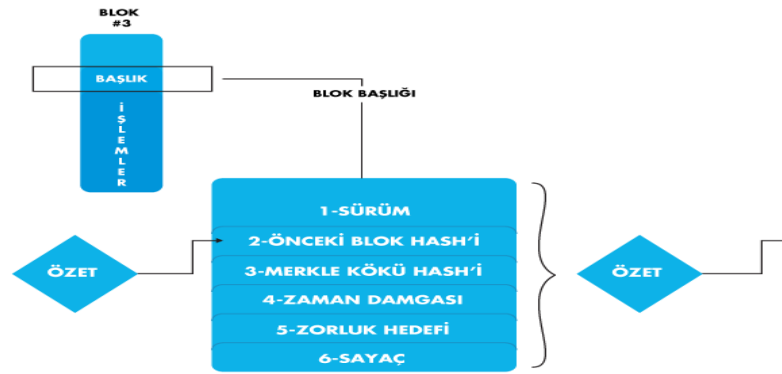 BLOK
#3
BAŞLIK
İŞLEMLER
BLOK BAŞLIĞI
1-SÜRÜM
2-ÖNCEKİ BLOK HASH'İ
3-MERKLE KÖKÜ HASH'İ
4-ZAMAN DAMGASI
5-ZORLUK HEDEFİ
6-SAYAÇ
ÖZET
ÖZET